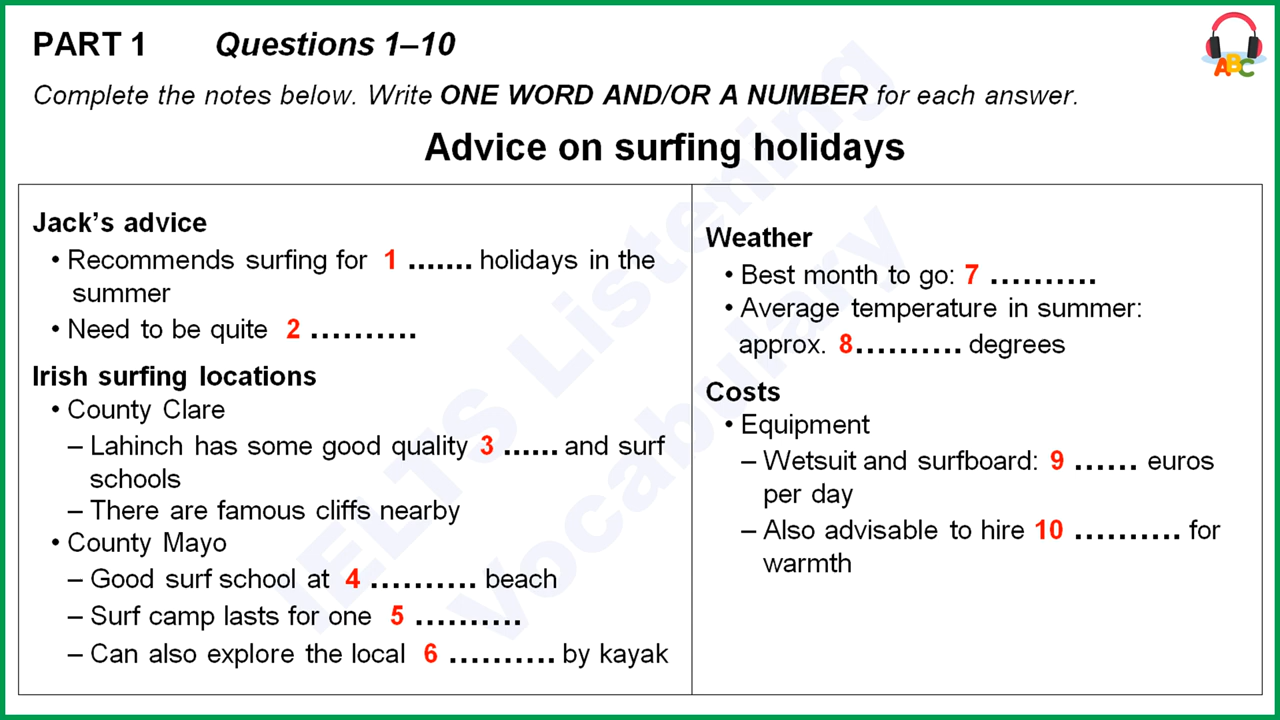 PART 1 Questions 1–10
Complete the notes below. Write ONE WORD AND/OR A NUMBER for each answer.
ABC
Advice on surfing holidays
Jack's advice
• Recommends surfing for 1 ....... holidays in the
summer
• Need to be quite 2 ..........
Irish surfing locations
• County Clare
– Lahinch has some good quality 3 ...... and surf
schools
– There are famous cliffs nearby
• County Mayo
– Good surf school at 4 .......... beach
– Surf camp lasts for one 5 ..........
– Can also explore the local 6 .......... by kayak
Weather
• Best month to go: 7 ..........
• Average temperature in summer:
approx. 8.......... degrees
Costs
• Equipment
– Wetsuit and surfboard: 9 ...... euros
per day
– Also advisable to hire 10 .......... for
warmth
IELTS Listening
Vocabulary